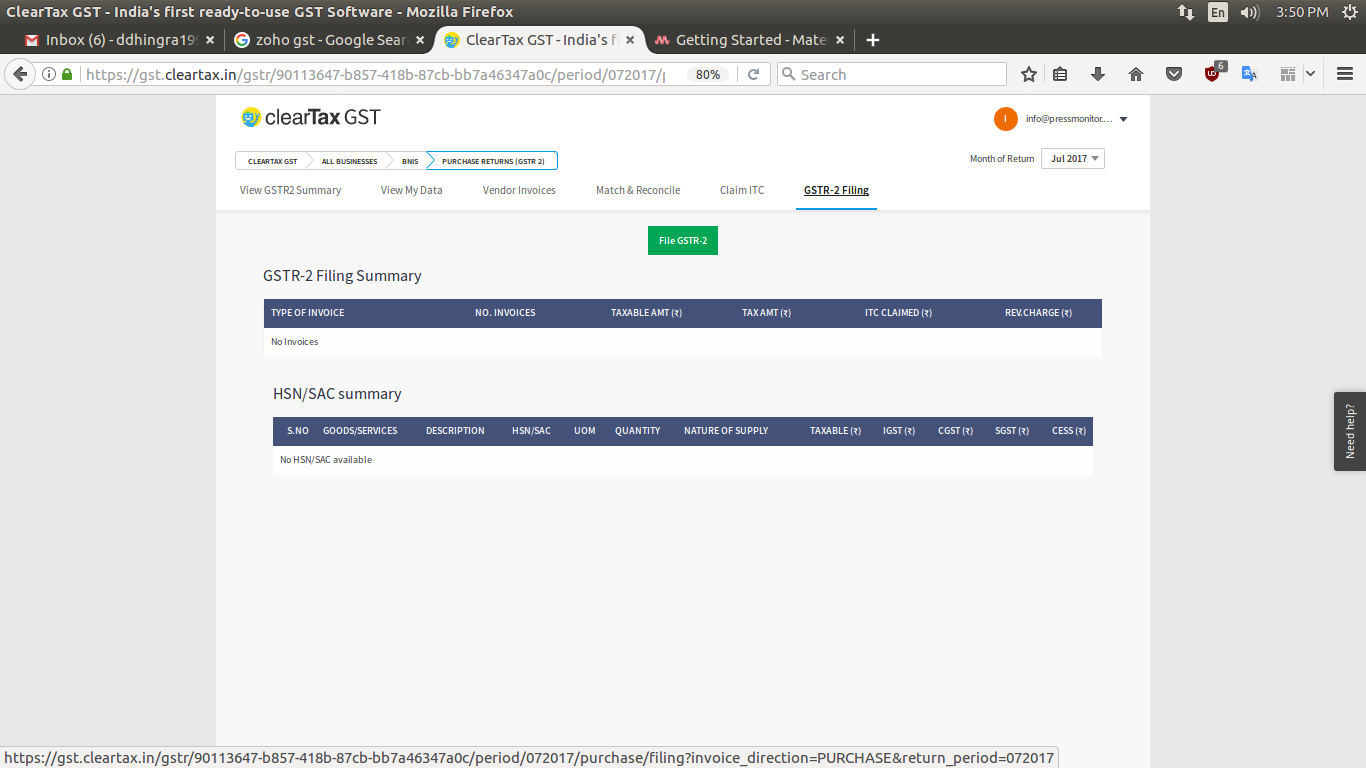 ClearTax GST - India's first ready-to-use GST Software - Mozilla Firefox
En
3:50 PM
Inbox (6) - ddhingra199
zoho gst - Google Sear
ClearTax GST - India's f
Getting Started - Mate
https://gst.cleartax.in/gstr/90113647-b857-418b-87cb-bb7a46347a0c/period/072017/p
80%
Search
6
clearTax GST
I
info@pressmonitor....
CLEARTAX GST
ALL BUSINESSES
BNIS
PURCHASE RETURNS (GSTR 2)
Month of Return
Jul 2017
View GSTR2 Summary
View My Data
Vendor Invoices
Match & Reconcile
Claim ITC
GSTR-2 Filing
File GSTR-2
GSTR-2 Filing Summary
TYPE OF INVOICE NO. INVOICES TAXABLE AMT (₹) TAX AMT (₹) ITC CLAIMED (₹) REV.CHARGE (₹)
No Invoices
HSN/SAC summary
S.NO GOODS/SERVICES DESCRIPTION HSN/SAC UOM QUANTITY NATURE OF SUPPLY TAXABLE (₹) IGST (₹) CGST (₹) SGST (₹) CESS (₹)
No HSN/SAC available
Need help?
https://gst.cleartax.in/gstr/90113647-b857-418b-87cb-bb7a46347a0c/period/072017/purchase/filing?invoice_direction=PURCHASE&return_period=072017